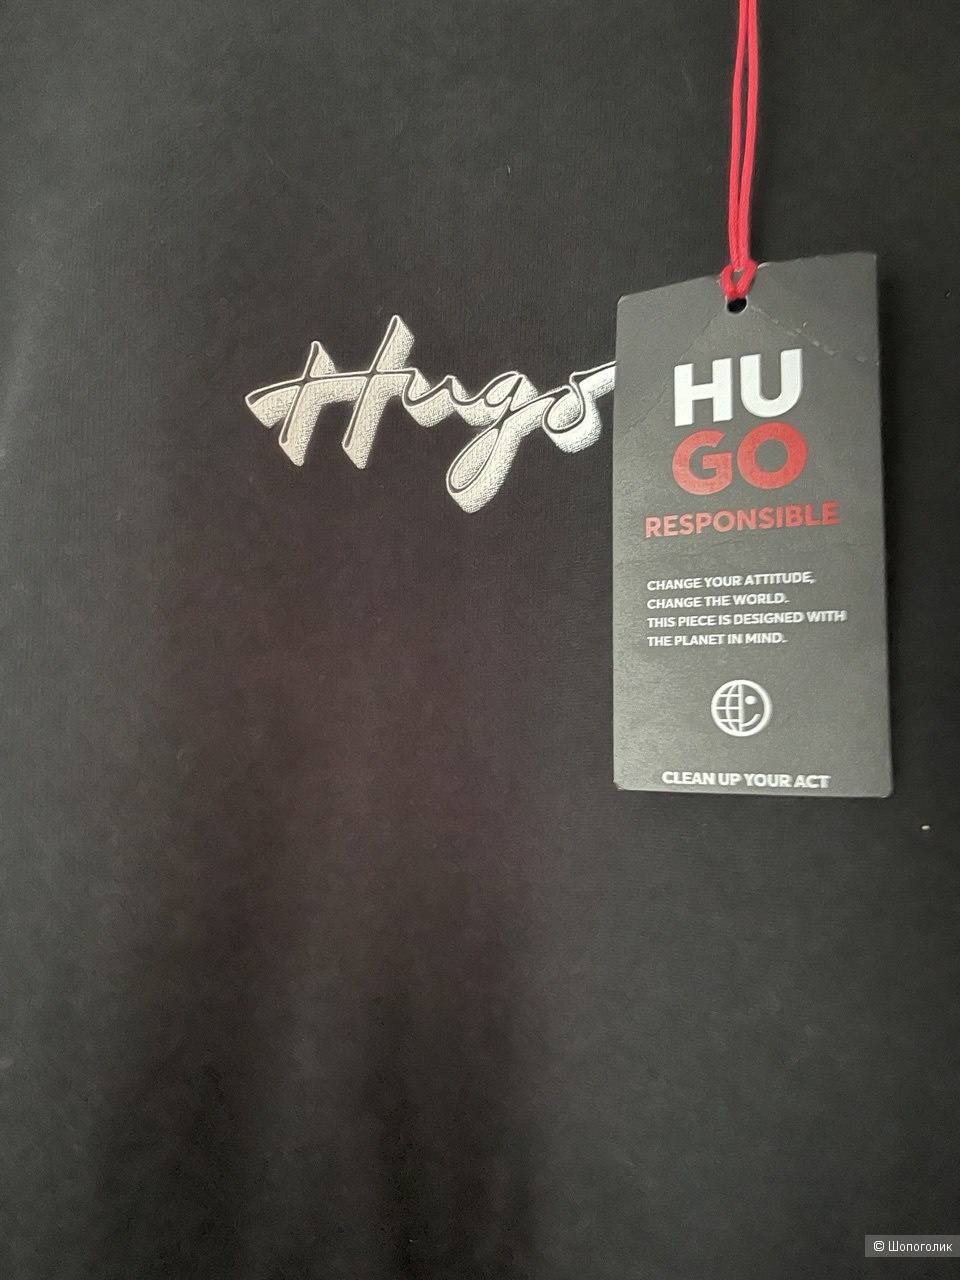 Hugo
HU
GO
RESPONSIBLE
CHANGE YOUR ATTITUDE,
CHANGE THE WORLD.
THIS PIECE IS DESIGNED WITH
THE PLANET IN MIND.
CLEAN UP YOUR ACT
© Шопоголик